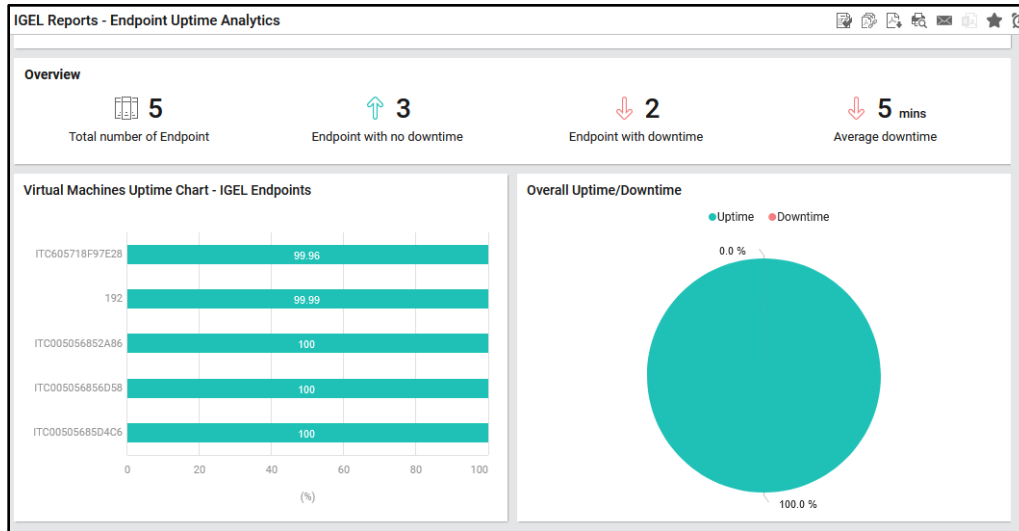 IGEL Reports - Endpoint Uptime Analytics
Overview
5
Total number of Endpoint
3
Endpoint with no downtime
2
Endpoint with downtime
5 mins
Average downtime
Virtual Machines Uptime Chart - IGEL Endpoints
ITC605718F97E28 99.96
192 99.99
ITC005056852A86 100
ITC005056856D58 100
ITC00505685D4C6 100
0 20 40 60 80 100
(%)
Overall Uptime/Downtime
Uptime Downtime
0.0 %
100.0 %